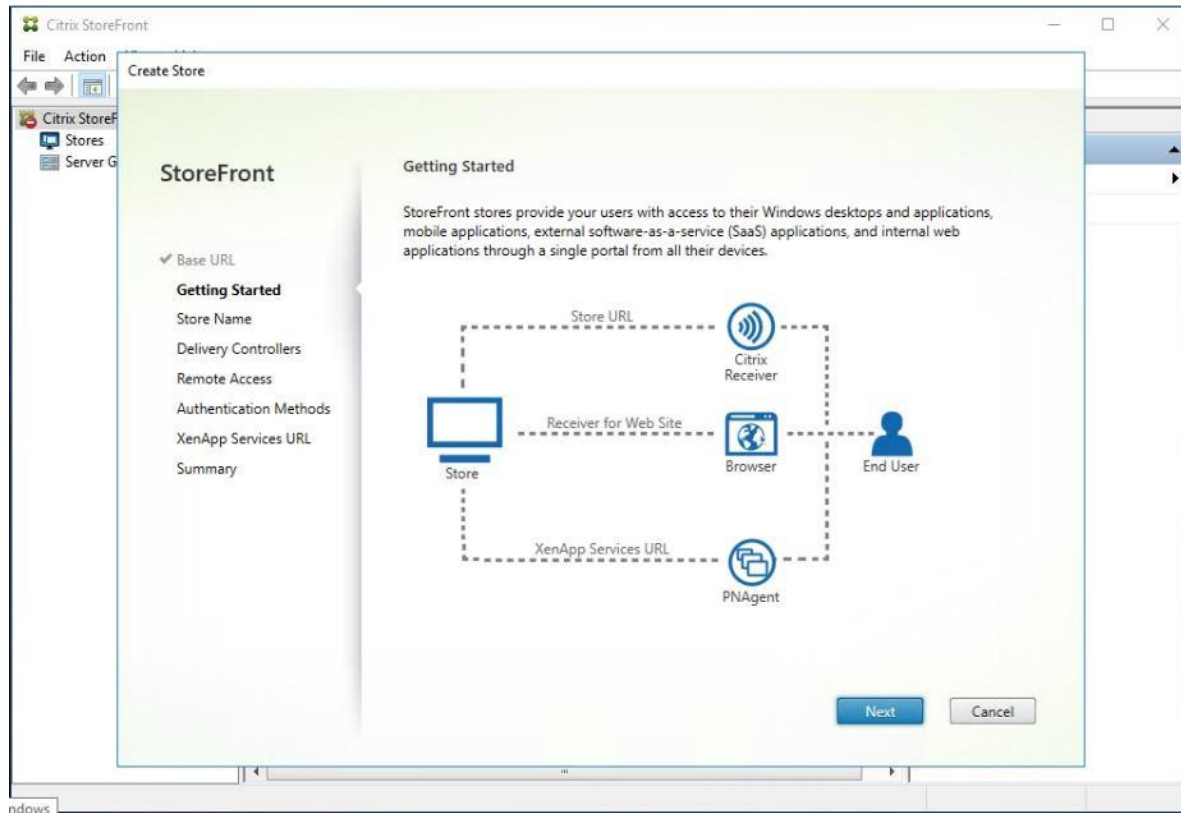 Citrix StoreFront
File Action
Create Store
Citrix StoreF
Stores
Server G
StoreFront
Base URL
Getting Started
Store Name
Delivery Controllers
Remote Access
Authentication Methods
XenApp Services URL
Summary
Getting Started
StoreFront stores provide your users with access to their Windows desktops and applications,
mobile applications, external software-as-a-service (SaaS) applications, and internal web
applications through a single portal from all their devices.
Store URL
Citrix
Receiver
Receiver for Web Site
Store
Browser
End User
XenApp Services URL
PNAgent
Next
Cancel
ndows